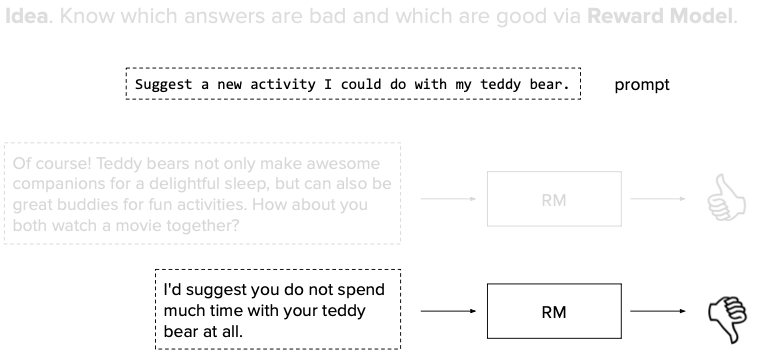 Idea. Know which answers are bad and which are good via Reward Model.
Suggest a new activity I could do with my teddy bear.
prompt
Of course! Teddy bears not only make awesome
companions for a delightful sleep, but can also be
great buddies for fun activities. How about you
both watch a movie together?
RM
I'd suggest you do not spend
much time with your teddy
bear at all.
RM